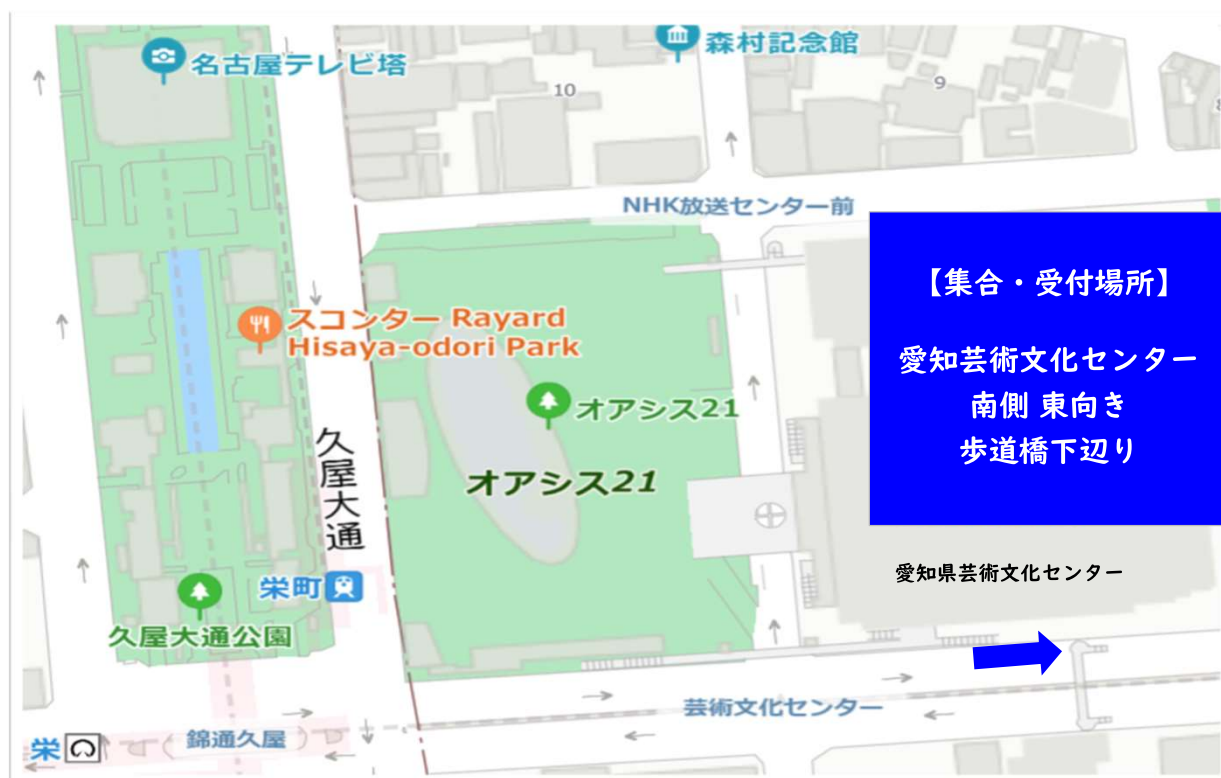 名古屋テレビ塔
森村記念館
10
9
8
NHK放送センター前
【集合・受付場所】
愛知芸術文化センター
南側 東向き
歩道橋下辺り
スコンター Rayard
Hisaya-odori Park
オアシス21
オアシス21
久屋大通
栄町
愛知県芸術文化センター
久屋大通公園
芸術文化センター
錦通久屋
栄